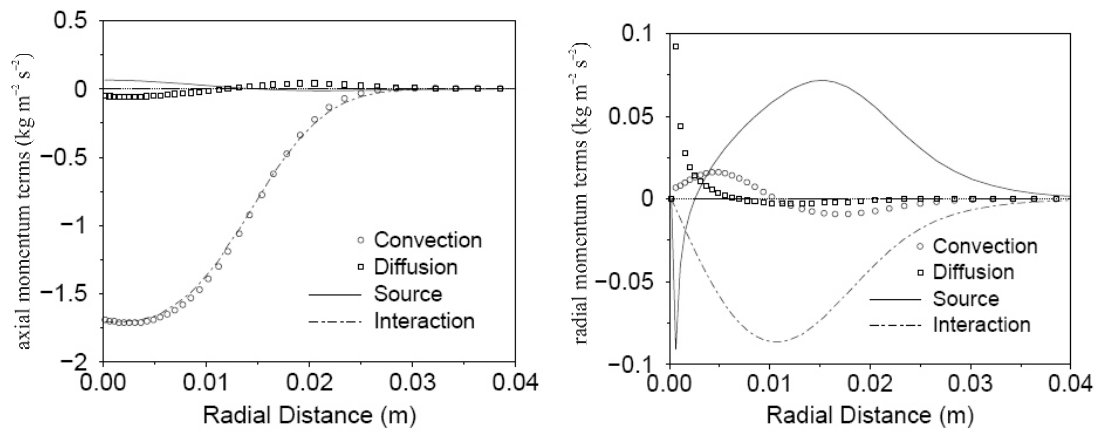 axial momentum terms (kg m⁻² s⁻²)
0.5
0
−0.5
−1
−1.5
−2
Convection
Diffusion
Source
Interaction
0.00 0.01 0.02 0.03 0.04
Radial Distance (m)
radial momentum terms (kg m⁻² s⁻²)
0.1
0.05
0
−0.05
−0.1
Convection
Diffusion
Source
Interaction
0.00 0.01 0.02 0.03 0.04
Radial Distance (m)